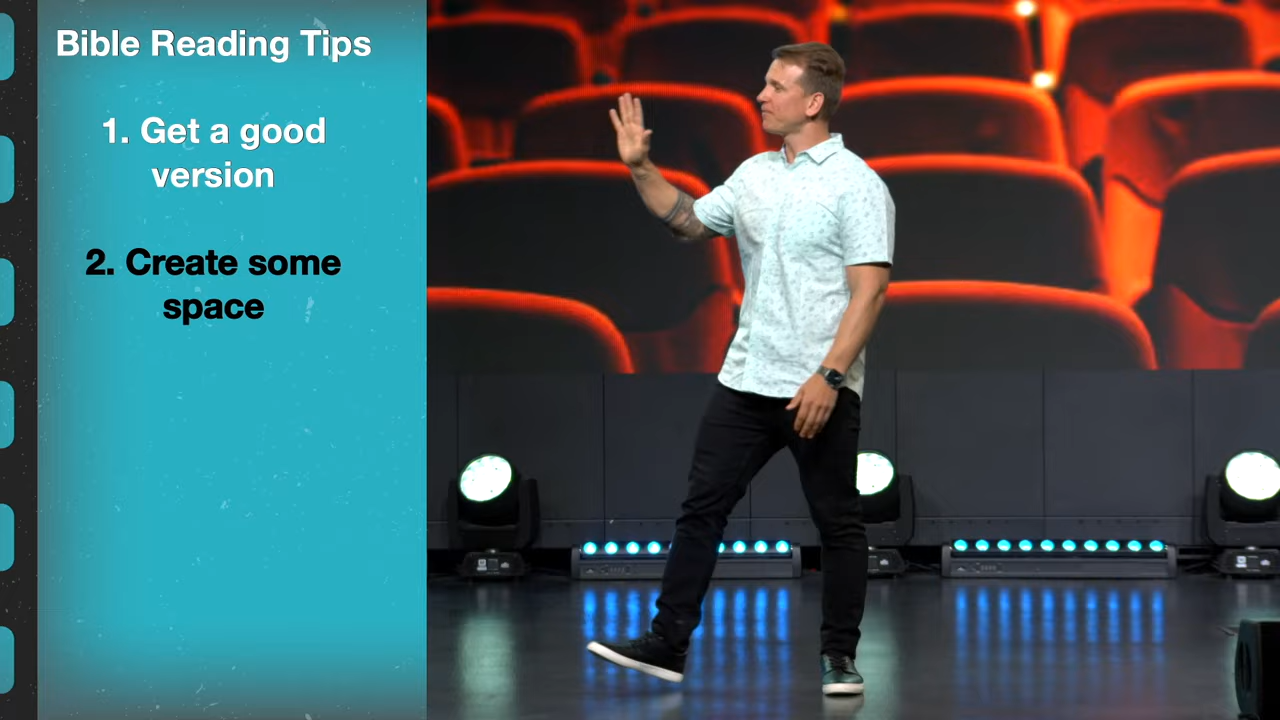 Bible Reading Tips
1. Get a good
version
2. Create some
space